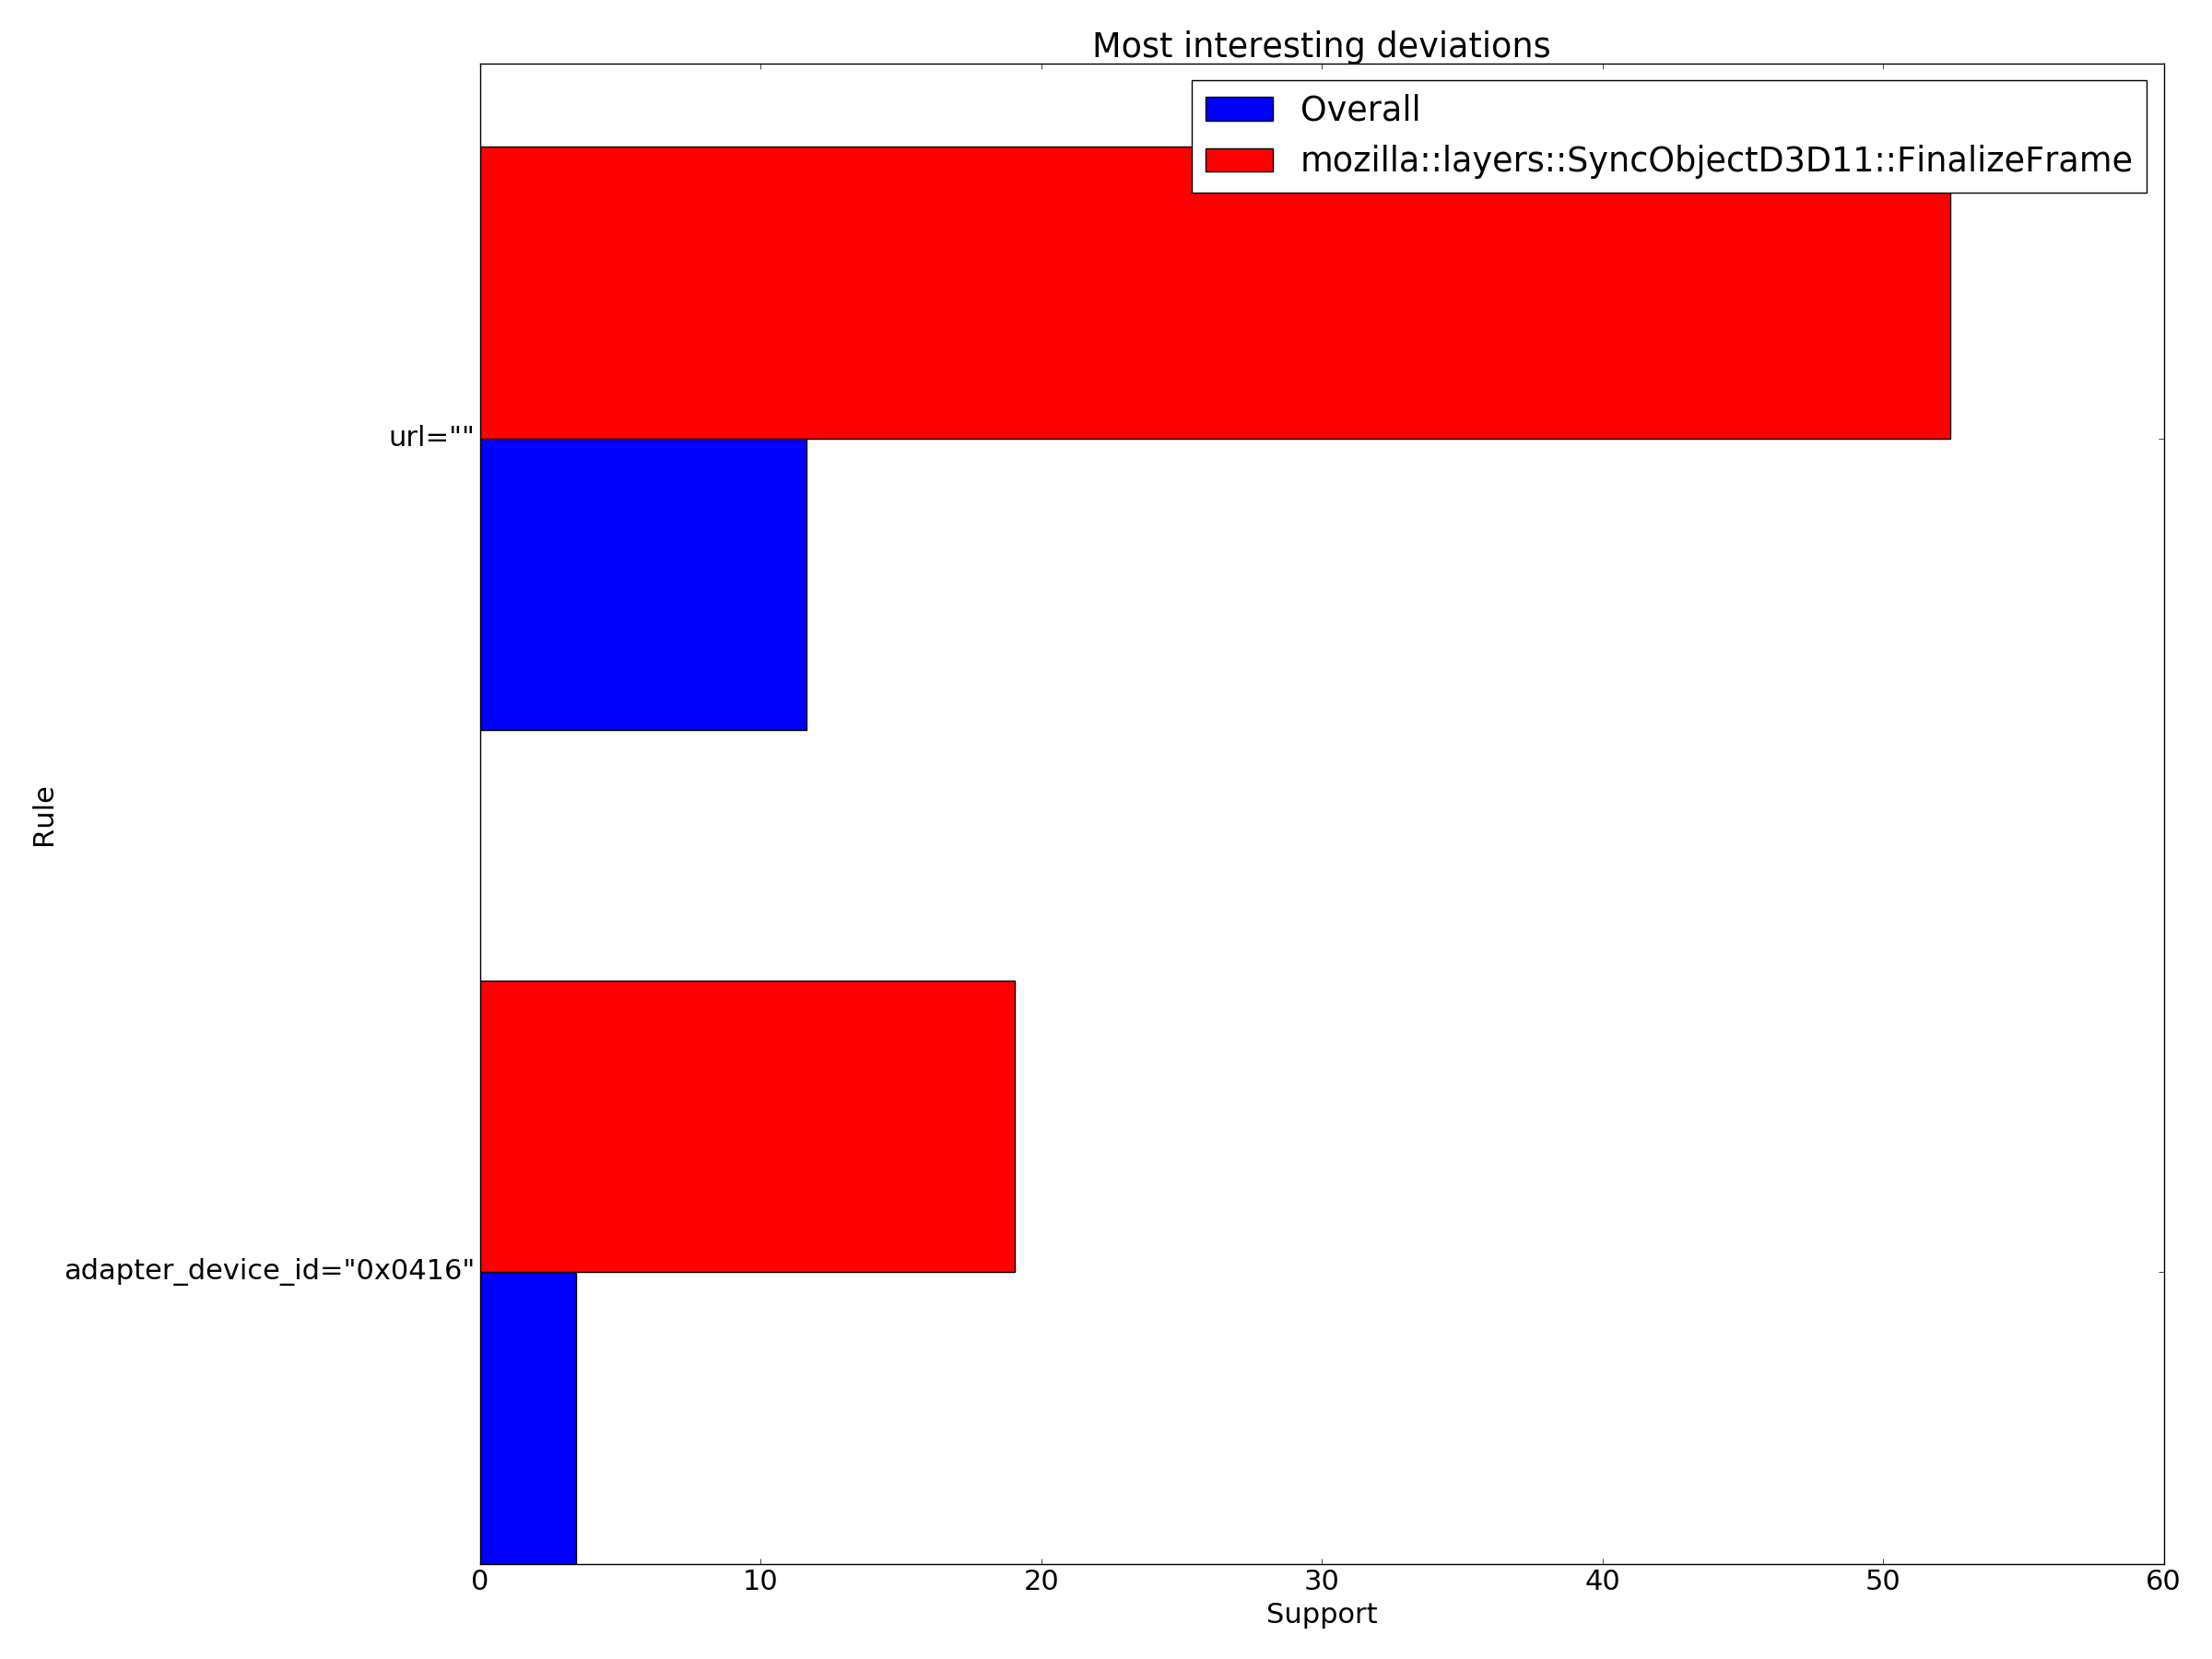 Most interesting deviations
Overall
mozilla::layers::SyncObjectD3D11::FinalizeFrame
url=""
Rule
adapter_device_id="0x0416"
0 10 20 30 40 50 60
Support